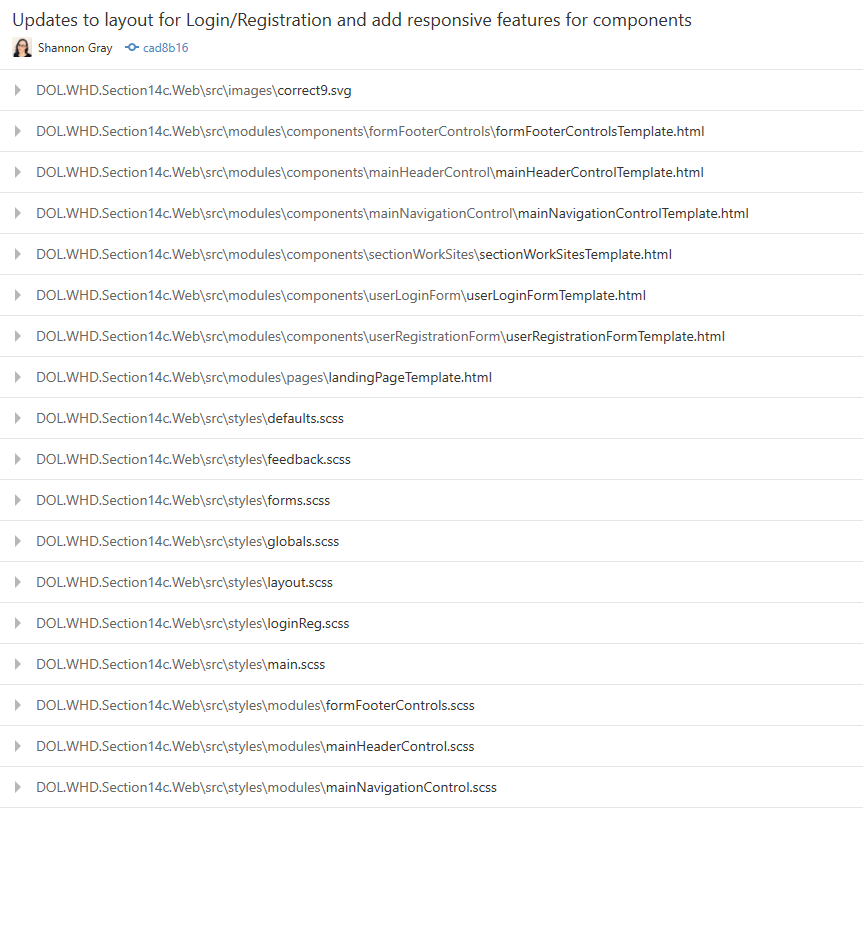 Updates to layout for Login/Registration and add responsive features for components
Shannon Gray cad8b16
DOL.WHD.Section14c.Web\src\images\correct9.svg
DOL.WHD.Section14c.Web\src\modules\components\formFooterControls\formFooterControlsTemplate.html
DOL.WHD.Section14c.Web\src\modules\components\mainHeaderControl\mainHeaderControlTemplate.html
DOL.WHD.Section14c.Web\src\modules\components\mainNavigationControl\mainNavigationControlTemplate.html
DOL.WHD.Section14c.Web\src\modules\components\sectionWorkSites\sectionWorkSitesTemplate.html
DOL.WHD.Section14c.Web\src\modules\components\userLoginForm\userLoginFormTemplate.html
DOL.WHD.Section14c.Web\src\modules\components\userRegistrationForm\userRegistrationFormTemplate.html
DOL.WHD.Section14c.Web\src\modules\pages\landingPageTemplate.html
DOL.WHD.Section14c.Web\src\styles\defaults.scss
DOL.WHD.Section14c.Web\src\styles\feedback.scss
DOL.WHD.Section14c.Web\src\styles\forms.scss
DOL.WHD.Section14c.Web\src\styles\globals.scss
DOL.WHD.Section14c.Web\src\styles\layout.scss
DOL.WHD.Section14c.Web\src\styles\loginReg.scss
DOL.WHD.Section14c.Web\src\styles\main.scss
DOL.WHD.Section14c.Web\src\styles\modules\formFooterControls.scss
DOL.WHD.Section14c.Web\src\styles\modules\mainHeaderControl.scss
DOL.WHD.Section14c.Web\src\styles\modules\mainNavigationControl.scss